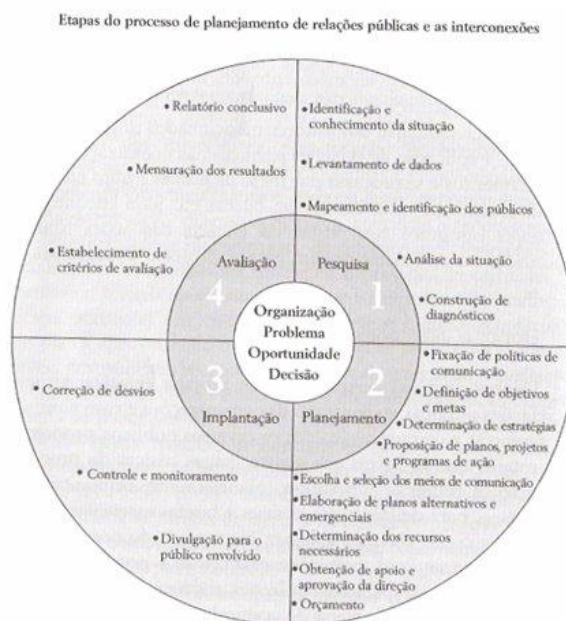 Etapas do processo de planejamento de relações públicas e as interconexões
• Relatório conclusivo
• Mensuração dos resultados
• Estabelecimento de
critérios de avaliação
Avaliação
4
• Identificação e
conhecimento da situação
• Levantamento de dados
• Mapeamento e identificação dos públicos
• Análise da situação
• Construção de
diagnósticos
Pesquisa
1
Organização
Problema
Oportunidade
Decisão
3
Implantação
• Correção de desvios
• Controle e monitoramento
• Divulgação para o
público envolvido
2
Planejamento
• Fixação de políticas de
comunicação
• Definição de objetivos
e metas
• Determinação de estratégias
• Proposição de planos, projetos
e programas de ação
• Escolha e seleção dos meios de comunicação
• Elaboração de planos alternativos e
emergenciais
• Determinação dos recursos
necessários
• Obtenção de apoio e
aprovação da direção
• Orçamento